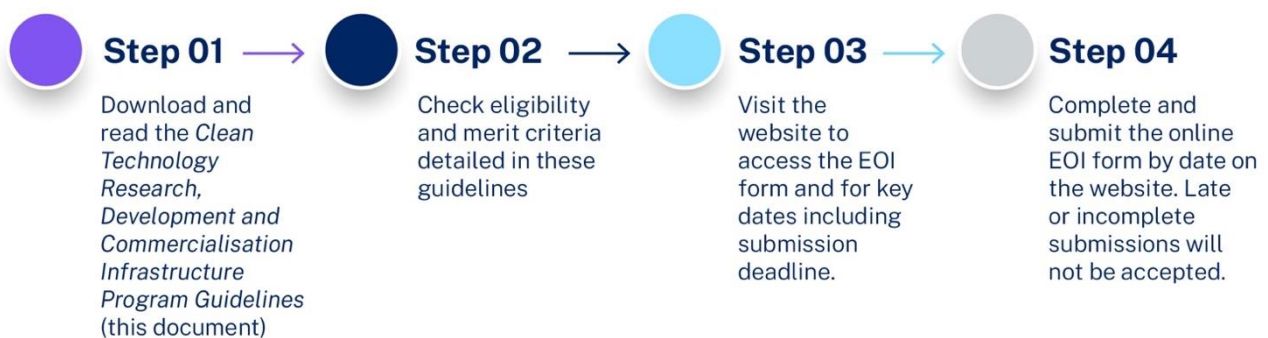 Step 01
Download and
read the Clean
Technology
Research,
Development and
Commercialisation
Infrastructure
Program Guidelines
(this document)
Step 02
Check eligibility
and merit criteria
detailed in these
guidelines
Step 03
Visit the
website to
access the EOI
form and for key
dates including
submission
deadline.
Step 04
Complete and
submit the online
EOI form by date on
the website. Late
or incomplete
submissions will
not be accepted.